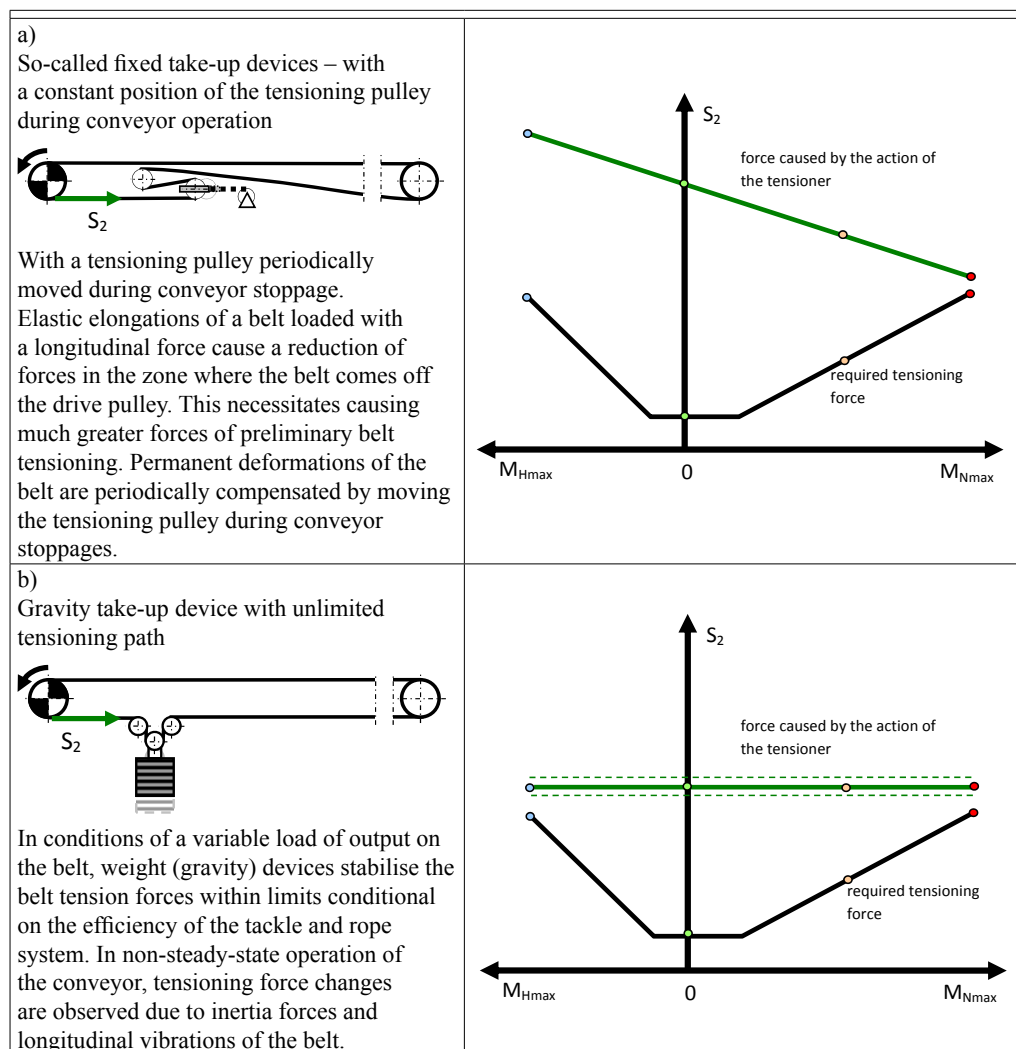 a)
So-called fixed take-up devices – with
a constant position of the tensioning pulley
during conveyor operation
S₂
With a tensioning pulley periodically
moved during conveyor stoppage.
Elastic elongations of a belt loaded with
a longitudinal force cause a reduction of
forces in the zone where the belt comes off
the drive pulley. This necessitates causing
much greater forces of preliminary belt
tensioning. Permanent deformations of the
belt are periodically compensated by moving
the tensioning pulley during conveyor
stoppages.
S₂
force caused by the action of
the tensioner
required tensioning
force
M_Hmax
0
M_Nmax
b)
Gravity take-up device with unlimited
tensioning path
S₂
In conditions of a variable load of output on
the belt, weight (gravity) devices stabilise the
belt tension forces within limits conditional
on the efficiency of the tackle and rope
system. In non-steady-state operation of
the conveyor, tensioning force changes
are observed due to inertia forces and
longitudinal vibrations of the belt.
S₂
force caused by the action of
the tensioner
required tensioning
force
M_Hmax
0
M_Nmax